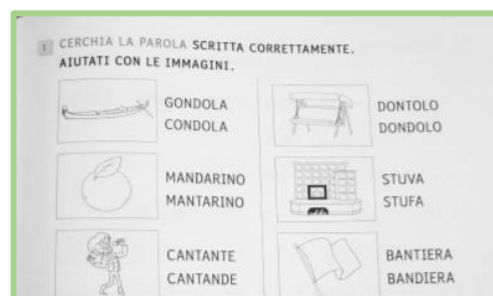 1 CERCHIA LA PAROLA SCRITTA CORRETTAMENTE.
AIUTATI CON LE IMMAGINI.
GONDOLA
CONDOLA
DONTOLO
DONDOLO
MANDARINO
MANTARINO
STUVA
STUFA
CANTANTE
CANTANDE
BANTIERA
BANDIERA